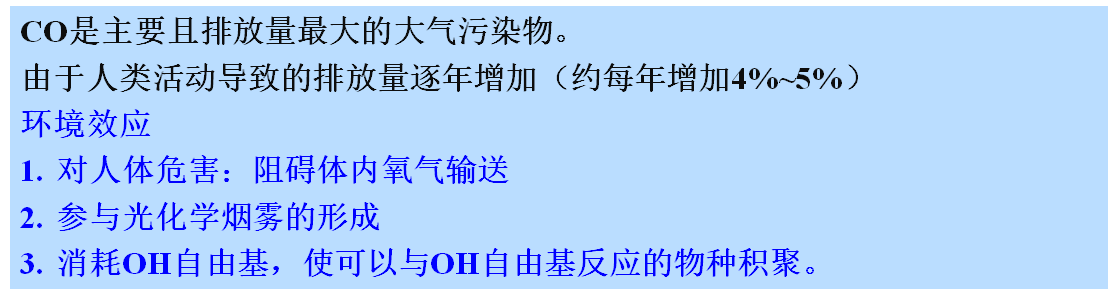 CO是主要且排放量最大的大气污染物。
由于人类活动导致的排放量逐年增加（约每年增加4%~5%）
环境效应
1. 对人体危害：阻碍体内氧气输送
2. 参与光化学烟雾的形成
3. 消耗OH自由基，使可以与OH自由基反应的物种积聚。